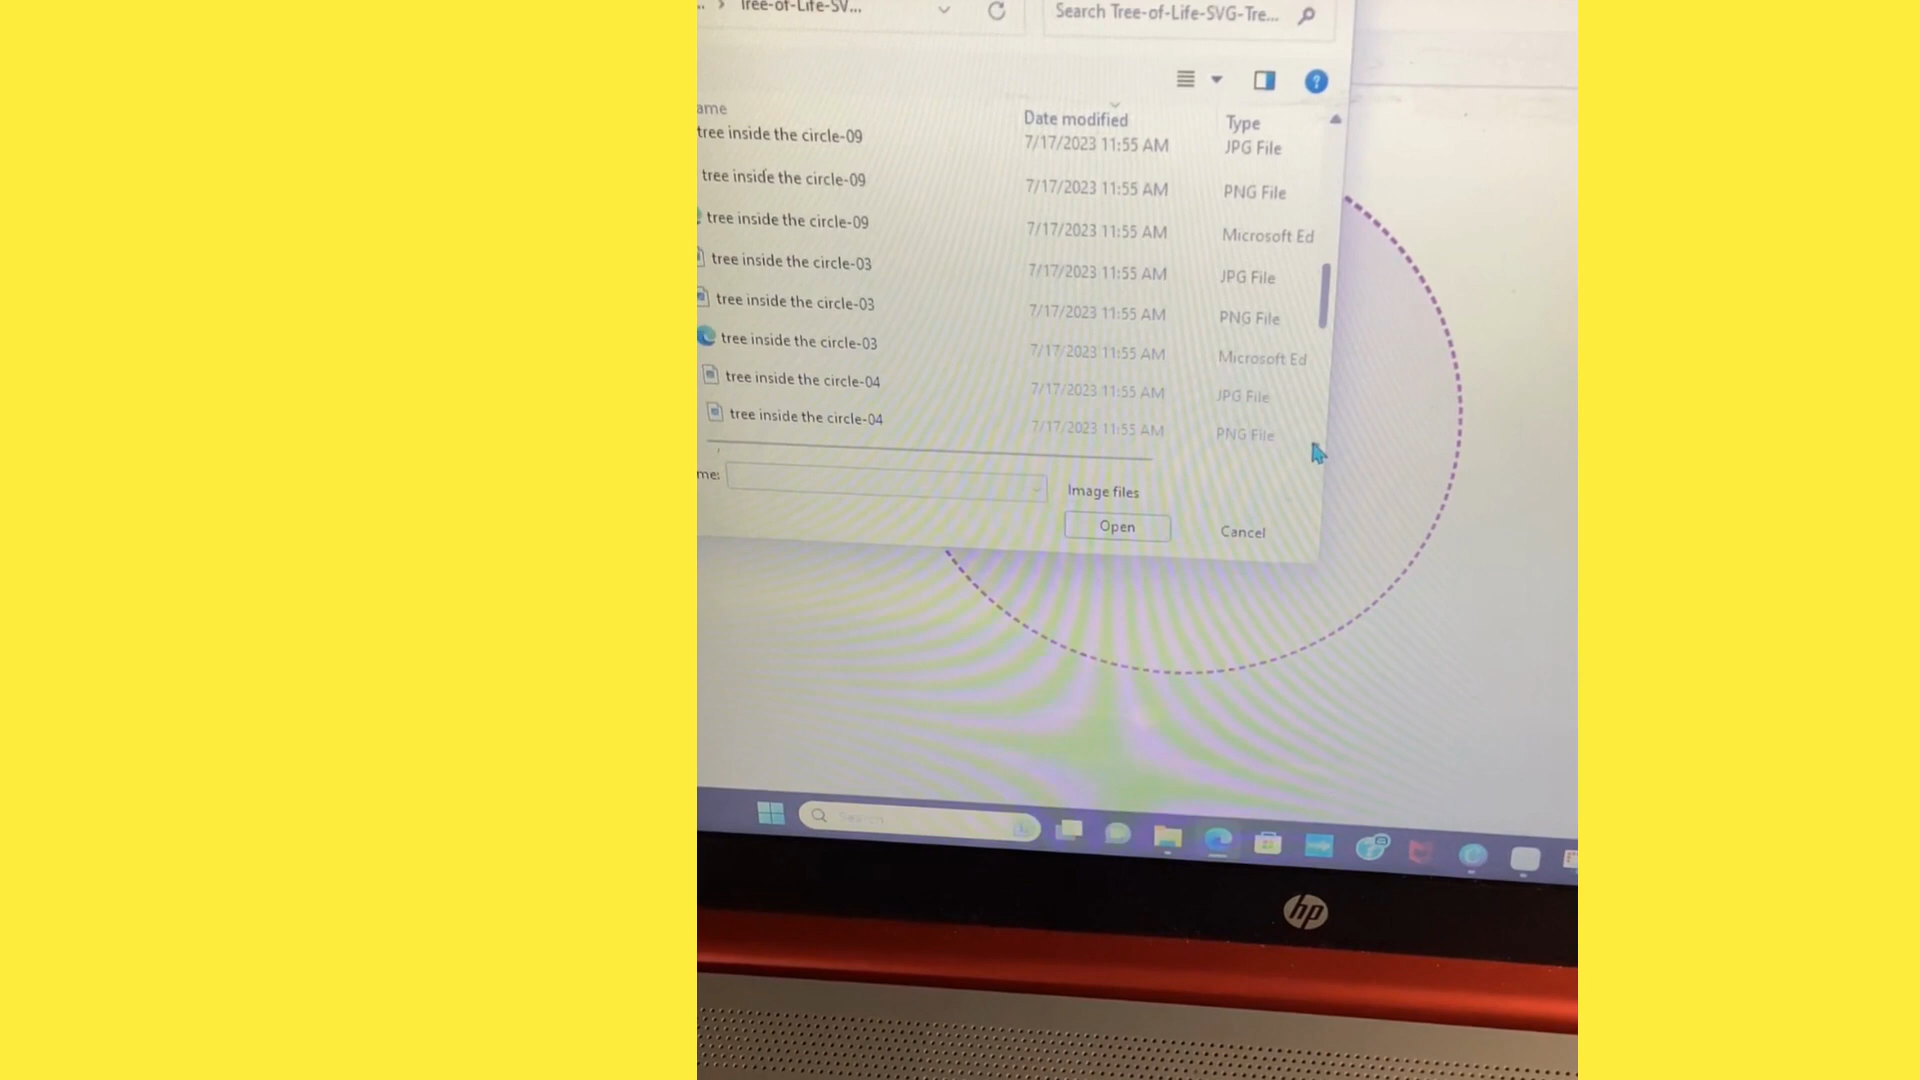 Tree-of-Life-SV...
Search Tree-of-Life-SVG-Tre...
ame Date modified Type
tree inside the circle-09 7/17/2023 11:55 AM JPG File
tree inside the circle-09 7/17/2023 11:55 AM PNG File
tree inside the circle-09 7/17/2023 11:55 AM Microsoft Ed
tree inside the circle-03 7/17/2023 11:55 AM JPG File
tree inside the circle-03 7/17/2023 11:55 AM PNG File
tree inside the circle-03 7/17/2023 11:55 AM Microsoft Ed
tree inside the circle-04 7/17/2023 11:55 AM JPG File
tree inside the circle-04 7/17/2023 11:55 AM PNG File
me: Image files
Open Cancel
Search
hp